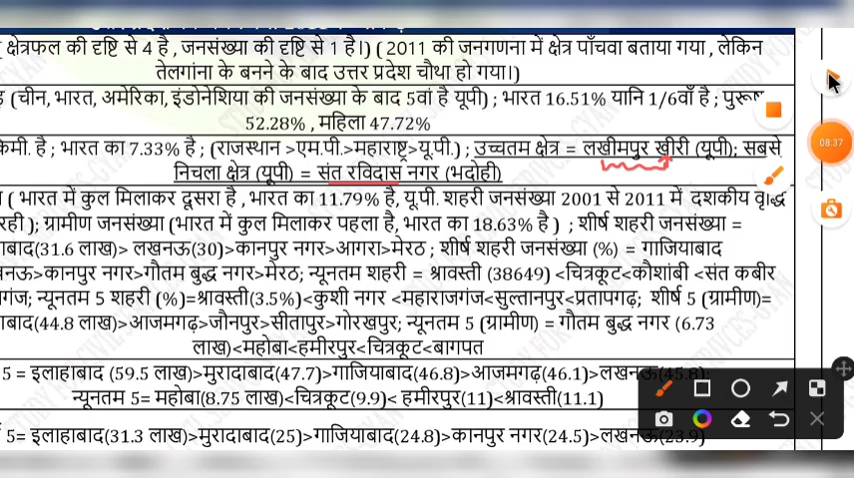 क्षेत्रफल की दृष्टि से 4 है , जनसंख्या की दृष्टि से 1 है।) ( 2011 की जनगणना में क्षेत्र पाँचवा बताया गया , लेकिन
तेलगांना के बनने के बाद उत्तर प्रदेश चौथा हो गया।)
(चीन, भारत, अमेरिका, इंडोनेशिया की जनसंख्या के बाद 5वां है यूपी) ; भारत 16.51% यानि 1/6वाँ है ; पुरूष
52.28% , महिला 47.72%
केमी. है ; भारत का 7.33% है ; (राजस्थान >एम.पी.>महाराष्ट्र>यू.पी.) ; उच्चतम क्षेत्र = लखीमपुर खीरी (यूपी); सबसे
निचला क्षेत्र (यूपी) = संत रविदास नगर (भदोही)
( भारत में कुल मिलाकर दूसरा है , भारत का 11.79% है, यू.पी. शहरी जनसंख्या 2001 से 2011 में दशकीय वृद्धि
रही ); ग्रामीण जनसंख्या (भारत में कुल मिलाकर पहला है, भारत का 18.63% है ) ; शीर्ष शहरी जनसंख्या =
बाद(31.6 लाख)> लखनऊ(30)>कानपुर नगर>आगरा>मेरठ ; शीर्ष शहरी जनसंख्या (%) = गाजियाबाद
नऊ>कानपुर नगर>गौतम बुद्ध नगर>मेरठ; न्यूनतम शहरी = श्रावस्ती (38649) <चित्रकूट<कौशांबी <संत कबीर
गंज; न्यूनतम 5 शहरी (%)=श्रावस्ती(3.5%)<कुशी नगर <महाराजगंज<सुल्तानपुर<प्रतापगढ़; शीर्ष 5 (ग्रामीण)=
बाद(44.8 लाख)>आजमगढ़>जौनपुर>सीतापुर>गोरखपुर; न्यूनतम 5 (ग्रामीण) = गौतम बुद्ध नगर (6.73
लाख)<महोबा<हमीरपुर<चित्रकूट<बागपत
5 = इलाहाबाद (59.5 लाख)>मुरादाबाद(47.7)>गाजियाबाद(46.8)>आजमगढ़(46.1)>लखनऊ(45.8);
न्यूनतम 5= महोबा(8.75 लाख)<चित्रकूट(9.9)< हमीरपुर(11)<श्रावस्ती(11.1)
5= इलाहाबाद(31.3 लाख)>मुरादाबाद(25)>गाजियाबाद(24.8)>कानपुर नगर(24.5)>लखनऊ(23.9)
08:37